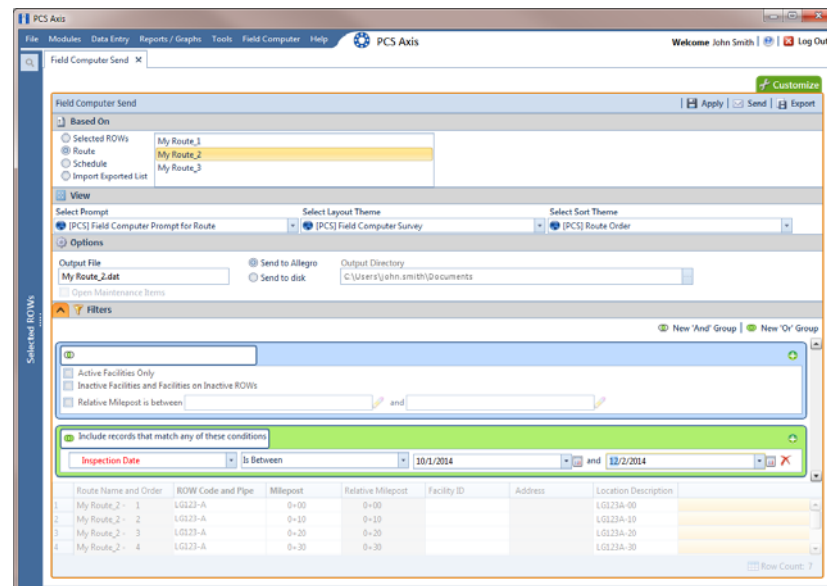 PCS Axis
File Modules Data Entry Reports / Graphs Tools Field Computer Help PCS Axis Welcome John Smith | | Log Out
Field Computer Send
Customize
Field Computer Send | Apply | Send | Export
Based On
Selected ROWs
Route
Schedule
Import Exported List
My Route_1
My Route_2
My Route_3
View
Select Prompt Select Layout Theme Select Sort Theme
[PCS] Field Computer Prompt for Route [PCS] Field Computer Survey [PCS] Route Order
Options
Output File Send to Allegro Output Directory
My Route_2.dat Send to disk C:\Users\john.smith\Documents
Open Maintenance Items
Filters
Selected ROWs
New 'And' Group | New 'Or' Group
Active Facilities Only
Inactive Facilities and Facilities on Inactive ROWs
Relative Milepost is between and
Include records that match any of these conditions
Inspection Date Is Between 10/1/2014 and 12/2/2014
Route Name and Order ROW Code and Pipe Milepost Relative Milepost Facility ID Address Location Description
1 My Route_2 - 1 LG123-A 0+00 0+00 LG123A-00
2 My Route_2 - 2 LG123-A 0+10 0+10 LG123A-10
3 My Route_2 - 3 LG123-A 0+20 0+20 LG123A-20
4 My Route_2 - 4 LG123-A 0+30 0+30 LG123A-30
Row Count: 7